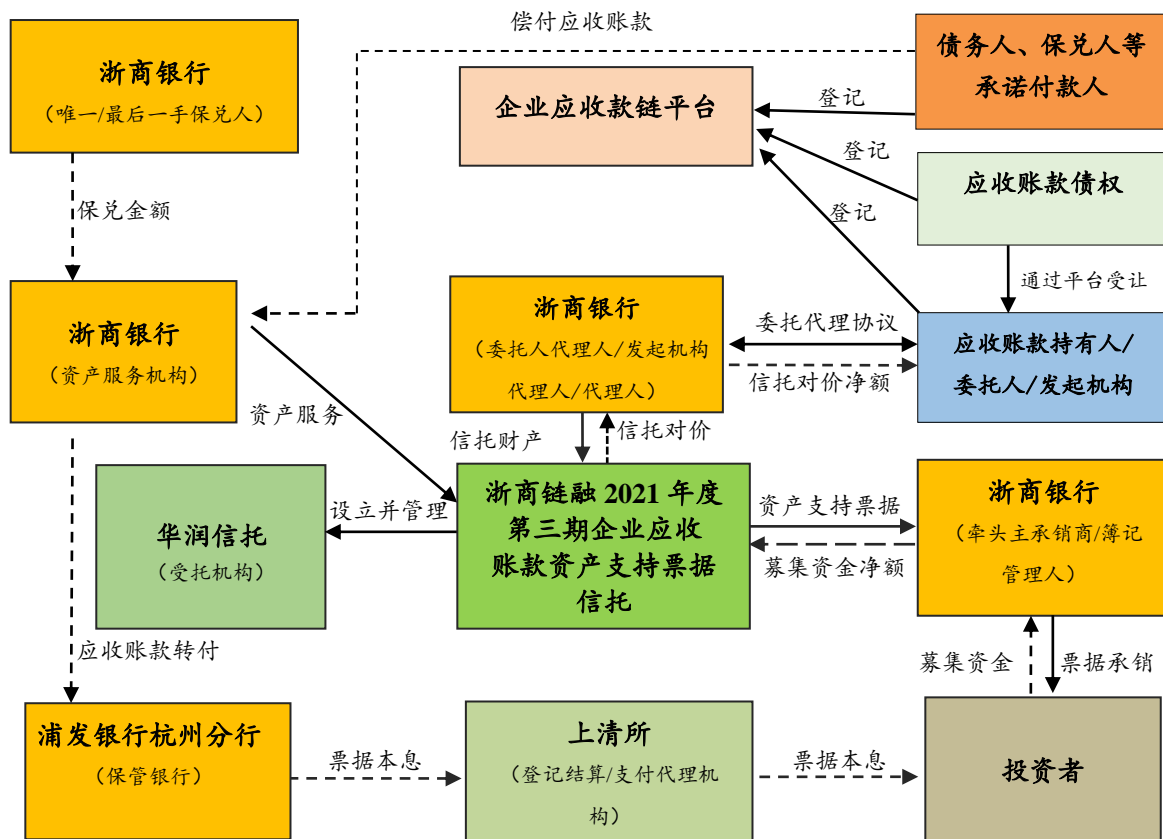 偿付应收账款
浙商银行
（唯一/最后一手保兑人）
企业应收款链平台
债务人、保兑人等
承诺付款人
登记
登记
登记
应收账款债权
保兑金额
通过平台受让
浙商银行
（资产服务机构）
浙商银行
（委托人代理人/发起机构
代理人/代理人）
委托代理协议
信托对价净额
应收账款持有人/
委托人/发起机构
资产服务
信托财产
信托对价
华润信托
（受托机构）
设立并管理
浙商链融 2021 年度
第三期企业应收
账款资产支持票据
信托
资产支持票据
募集资金净额
浙商银行
（牵头主承销商/簿记
管理人）
应收账款转付
募集资金
票据承销
浦发银行杭州分行
（保管银行）
票据本息
上清所
（登记结算/支付代理机
构）
票据本息
投资者